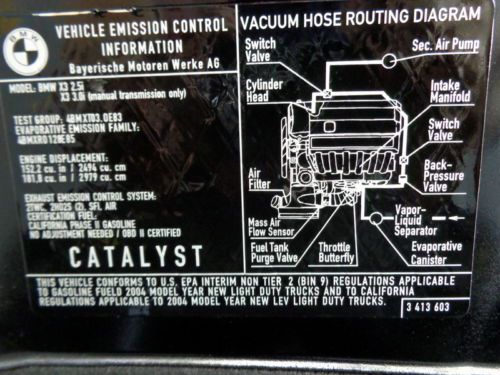 BMW
VEHICLE EMISSION CONTROL
INFORMATION
Bayerische Motoren Werke AG
MODEL: BMW X3 2.5i
X3 3.0i (manual transmission only)
TEST GROUP: 4BMXT03.0E83
EVAPORATIVE EMISSION FAMILY:
4BMXR0128E85
ENGINE DISPLACEMENT:
152.2 cu. in / 2494 cu. cm
181.8 cu. in / 2979 cu. cm
EXHAUST EMISSION CONTROL SYSTEM:
2TWC, 2HO2S (2), SFI, AIR
CERTIFICATION FUEL:
CALIFORNIA PHASE II GASOLINE
NO ADJUSTMENT NEEDED / OBD II CERTIFIED
CATALYST
VACUUM HOSE ROUTING DIAGRAM
Switch
Valve
Sec. Air Pump
Cylinder
Head
Intake
Manifold
Switch
Valve
Air
Filter
Back-
Pressure
Valve
Mass Air
Flow Sensor
Vapor-
Liquid
Separator
Fuel Tank
Purge Valve
Throttle
Butterfly
Evaporative
Canister
THIS VEHICLE CONFORMS TO U.S. EPA INTERIM NON TIER 2 (BIN 9) REGULATIONS APPLICABLE
TO GASOLINE FUELD 2004 MODEL YEAR NEW LIGHT DUTY TRUCKS AND TO CALIFORNIA
REGULATIONS APPLICABLE TO 2004 MODEL YEAR NEW LEV LIGHT DUTY TRUCKS.
3 413 603